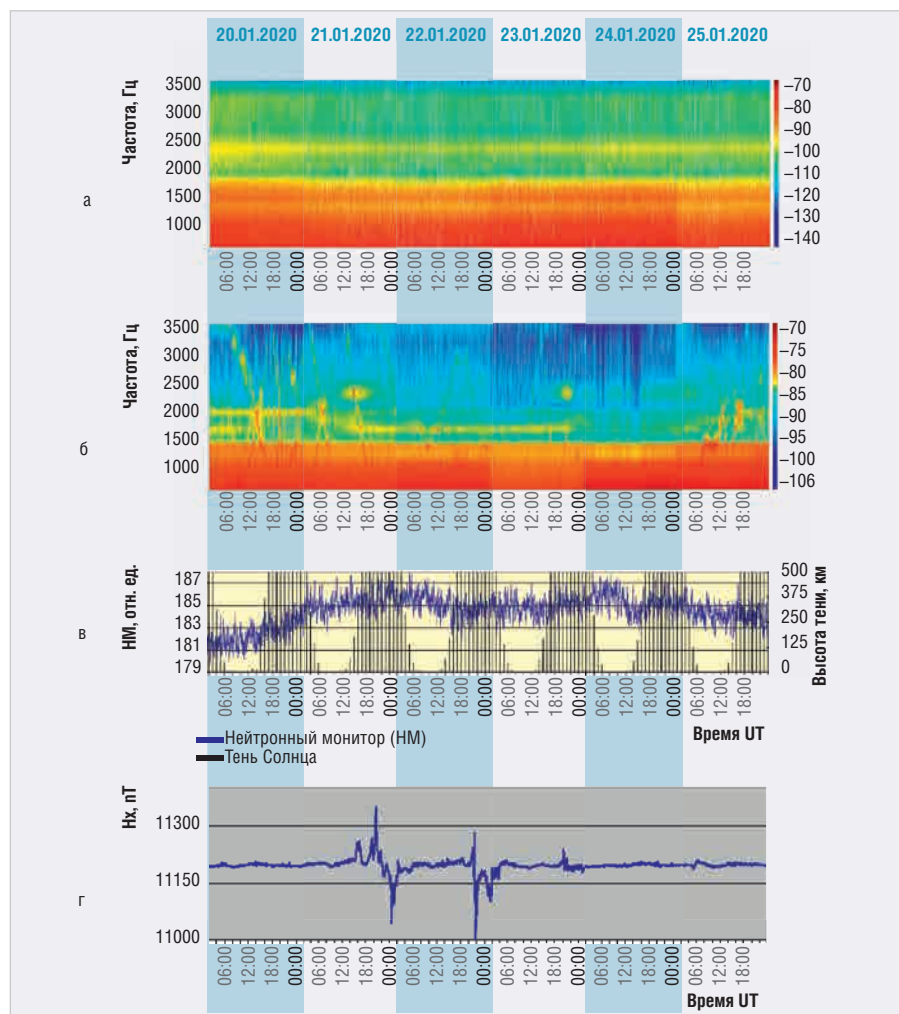 20.01.2020 21.01.2020 22.01.2020 23.01.2020 24.01.2020 25.01.2020
а
Частота, Гц
3500
3000
2500
2000
1500
1000
–70
–80
–90
–100
–110
–120
–130
–140
06:00 12:00 18:00 00:00 06:00 12:00 18:00 00:00 06:00 12:00 18:00 00:00 06:00 12:00 18:00 00:00 06:00 12:00 18:00 00:00 06:00 12:00 18:00
б
Частота, Гц
3500
3000
2500
2000
1500
1000
–70
–75
–80
–85
–90
–95
–100
–106
06:00 12:00 18:00 00:00 06:00 12:00 18:00 00:00 06:00 12:00 18:00 00:00 06:00 12:00 18:00 00:00 06:00 12:00 18:00 00:00 06:00 12:00 18:00
в
НМ, отн. ед.
187
185
183
181
179
500
375
250
125
0
Высота тени, км
06:00 12:00 18:00 00:00 06:00 12:00 18:00 00:00 06:00 12:00 18:00 00:00 06:00 12:00 18:00 00:00 06:00 12:00 18:00 00:00 06:00 12:00 18:00
Время UT
Нейтронный монитор (НМ)
Тень Солнца
г
Нх, пТ
11300
11150
11000
06:00 12:00 18:00 00:00 06:00 12:00 18:00 00:00 06:00 12:00 18:00 00:00 06:00 12:00 18:00 00:00 06:00 12:00 18:00 00:00 06:00 12:00 18:00
Время UT